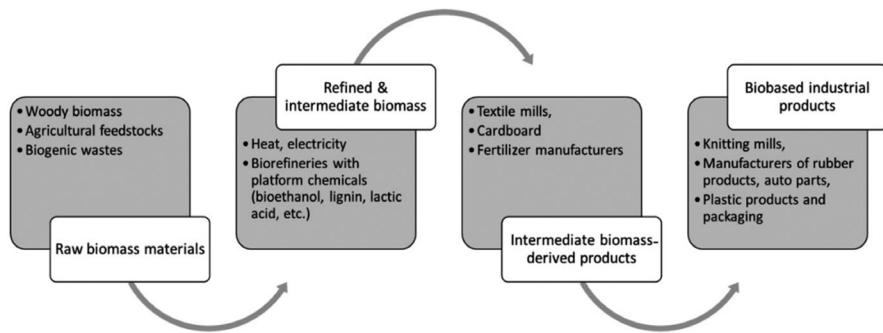 • Woody biomass
• Agricultural feedstocks
• Biogenic wastes
Raw biomass materials
Refined &
intermediate biomass
• Heat, electricity
• Biorefineries with
platform chemicals
(bioethanol, lignin, lactic
acid, etc.)
• Textile mills,
• Cardboard
• Fertilizer manufacturers
Intermediate biomass-
derived products
Biobased industrial
products
• Knitting mills,
• Manufacturers of rubber
products, auto parts,
• Plastic products and
packaging